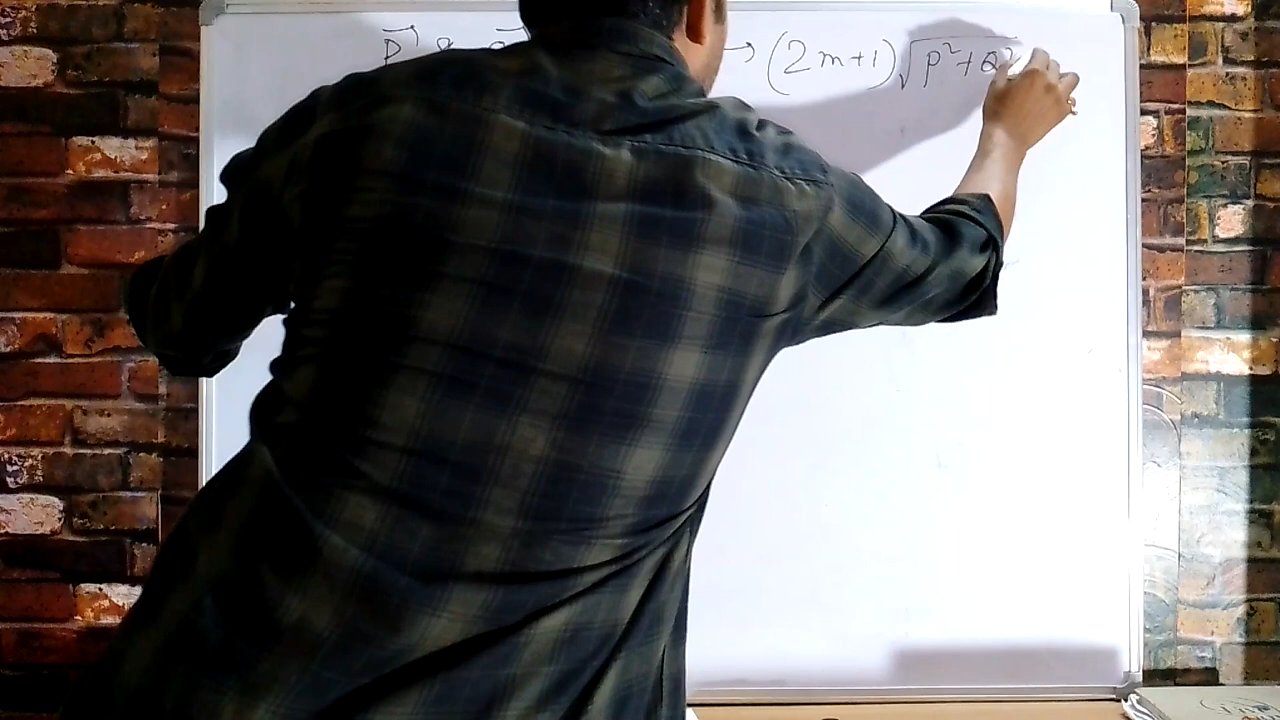 P⃗ & Q⃗ → (2m+1)√P²+Q²